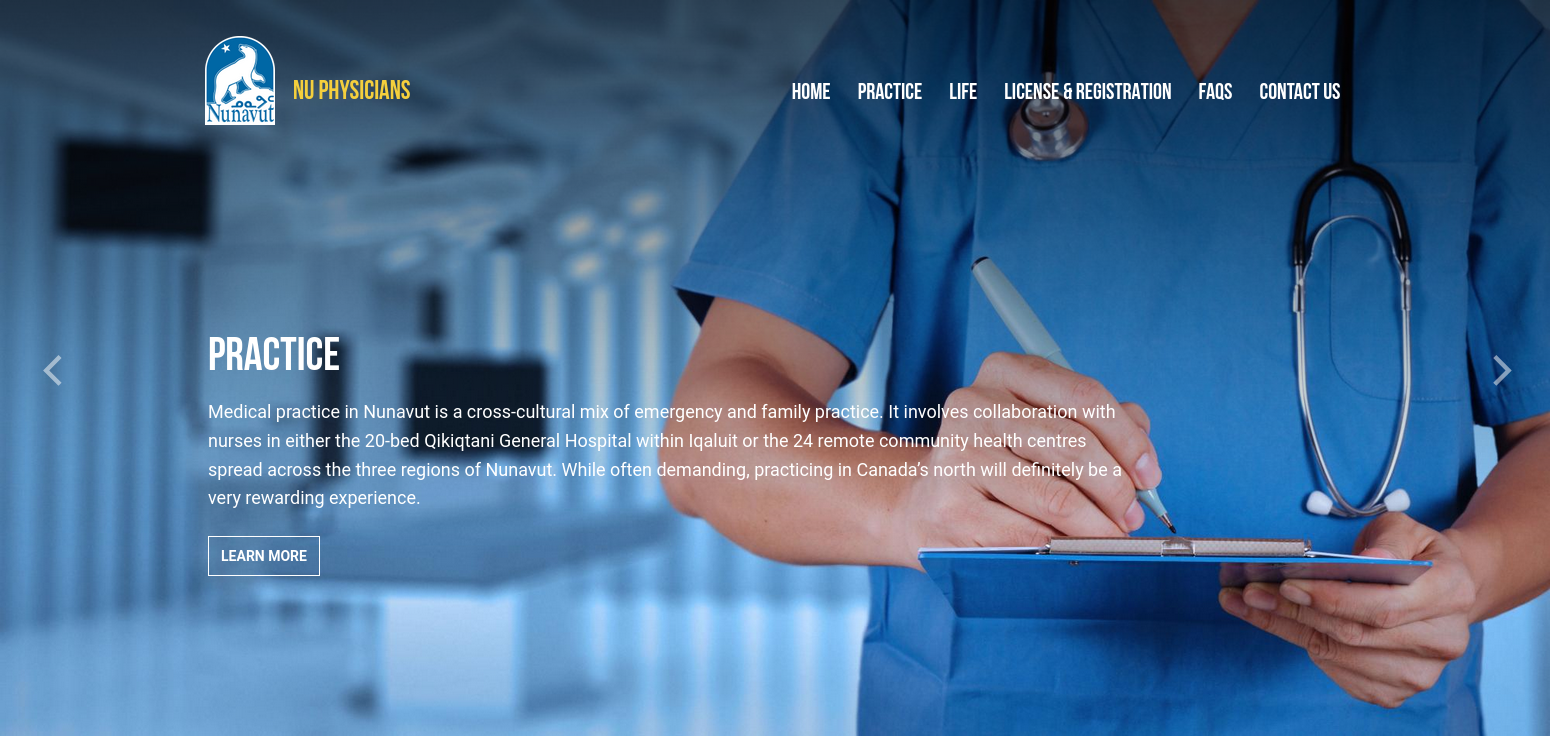 ᓄᓇᕗᑦ
Nunavut
NU PHYSICIANS
HOME PRACTICE LIFE LICENSE & REGISTRATION FAQS CONTACT US
PRACTICE
Medical practice in Nunavut is a cross-cultural mix of emergency and family practice. It involves collaboration with
nurses in either the 20-bed Qikiqtani General Hospital within Iqaluit or the 24 remote community health centres
spread across the three regions of Nunavut. While often demanding, practicing in Canada’s north will definitely be a
very rewarding experience.
LEARN MORE